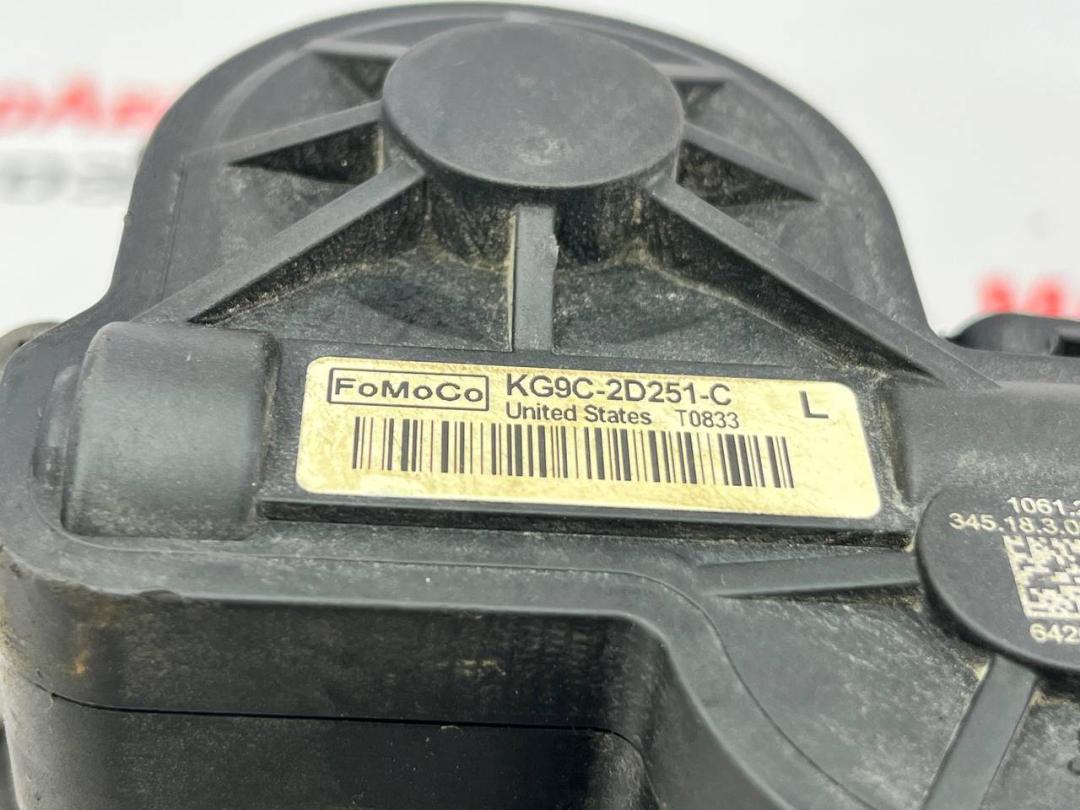 FoMoCo KG9C-2D251-C L
United States T0833
1061.2
345.18.3.0
642